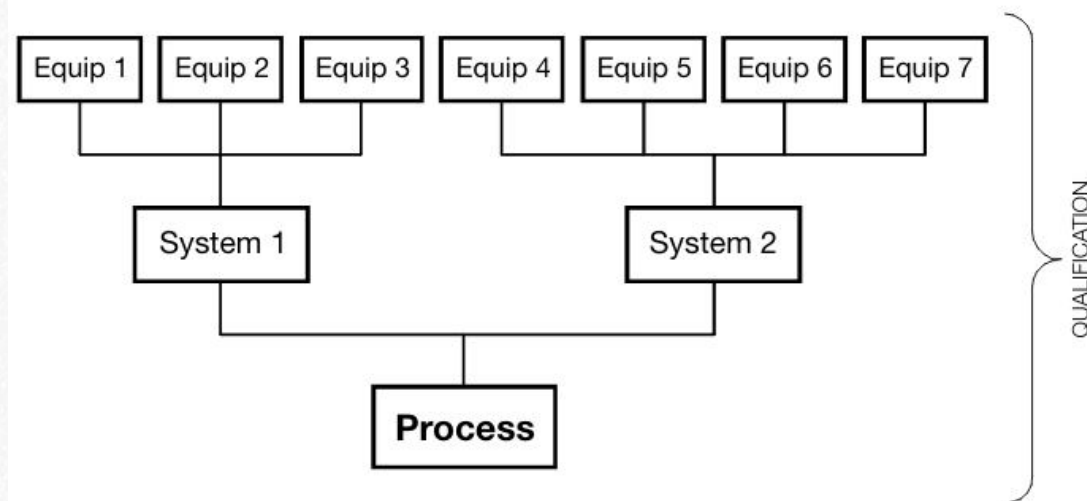 Equip 1
Equip 2
Equip 3
Equip 4
Equip 5
Equip 6
Equip 7
System 1
System 2
Process
QUALIFICATION